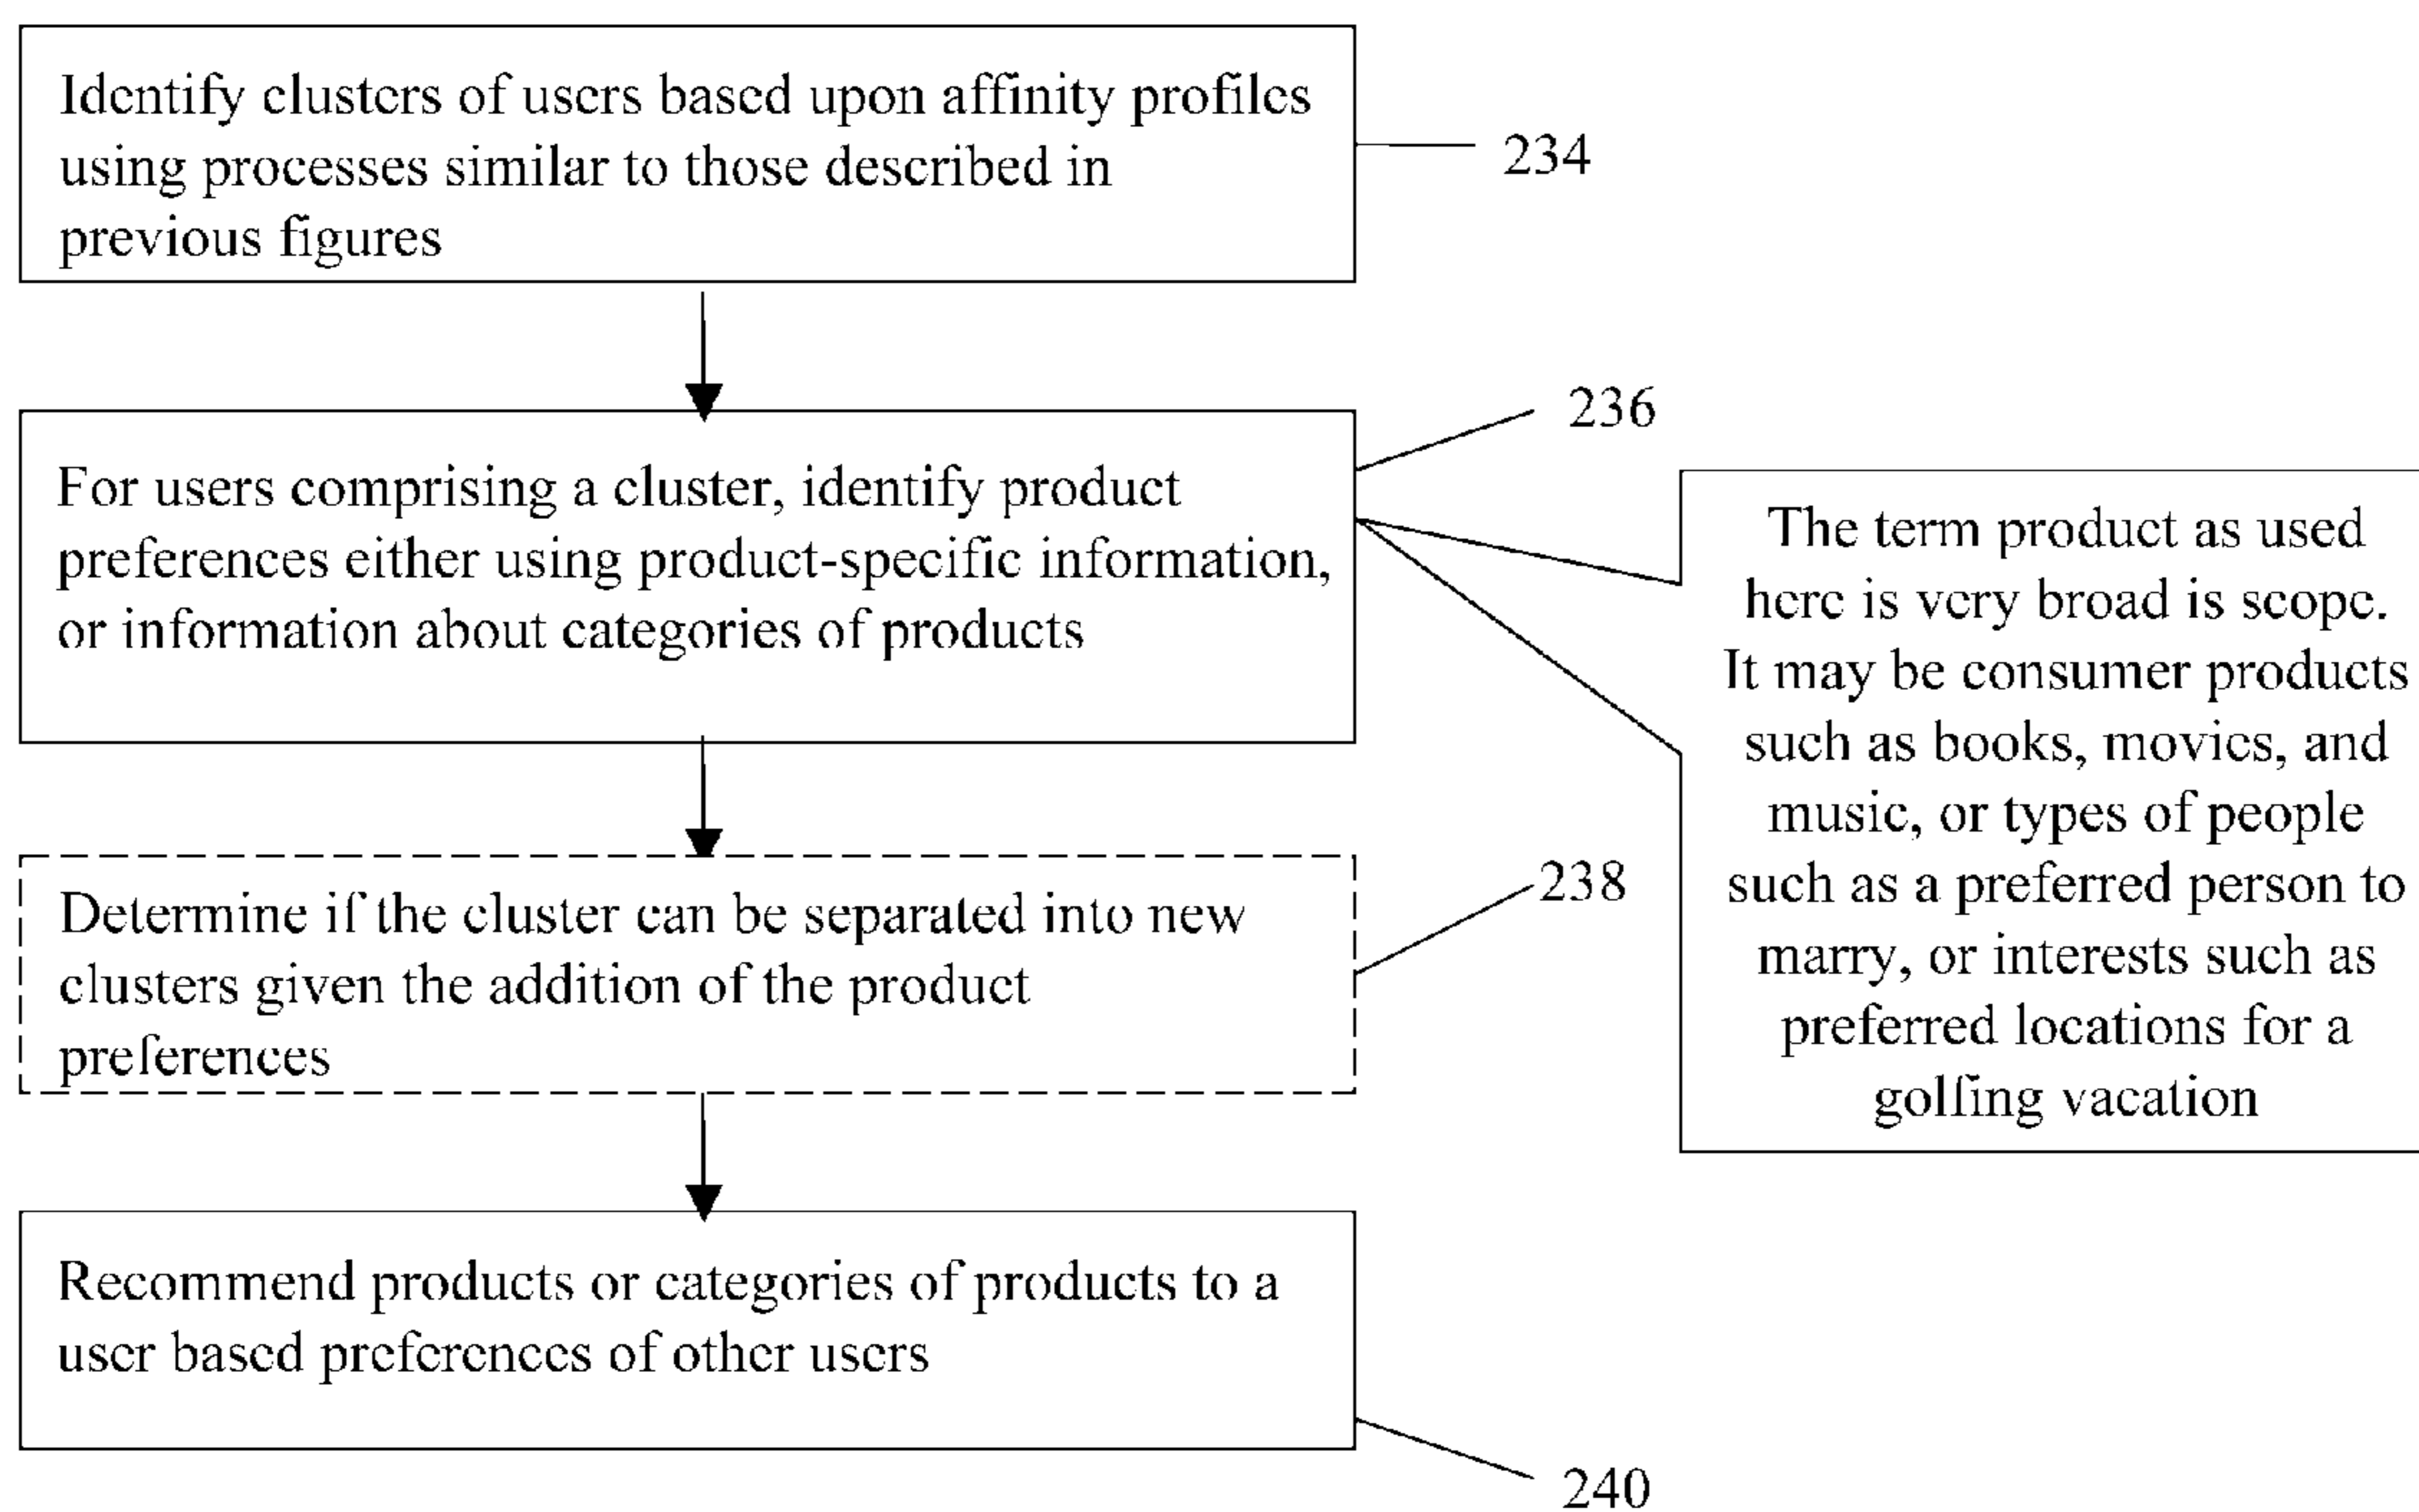 Identify clusters of users based upon affinity profiles
using processes similar to those described in
previous figures
234
For users comprising a cluster, identify product
preferences either using product-specific information,
or information about categories of products
236
The term product as used
here is very broad is scope.
It may be consumer products
such as books, movies, and
music, or types of people
such as a preferred person to
marry, or interests such as
preferred locations for a
golfing vacation
Determine if the cluster can be separated into new
clusters given the addition of the product
preferences
238
Recommend products or categories of products to a
user based preferences of other users
240